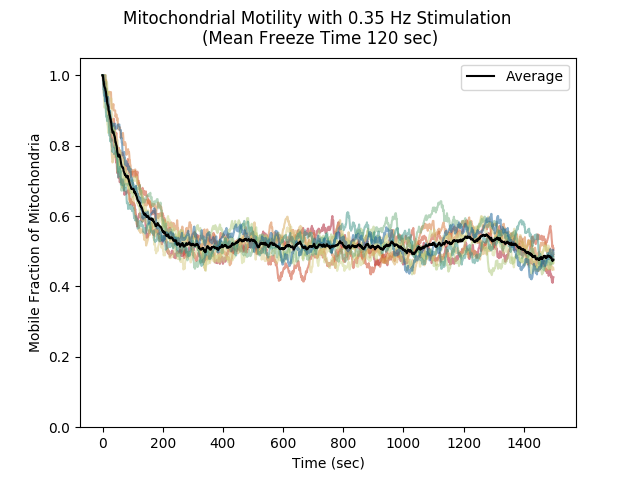 Mitochondrial Motility with 0.35 Hz Stimulation
(Mean Freeze Time 120 sec)
Average
Mobile Fraction of Mitochondria
1.0
0.8
0.6
0.4
0.2
0.0
0 200 400 600 800 1000 1200 1400
Time (sec)